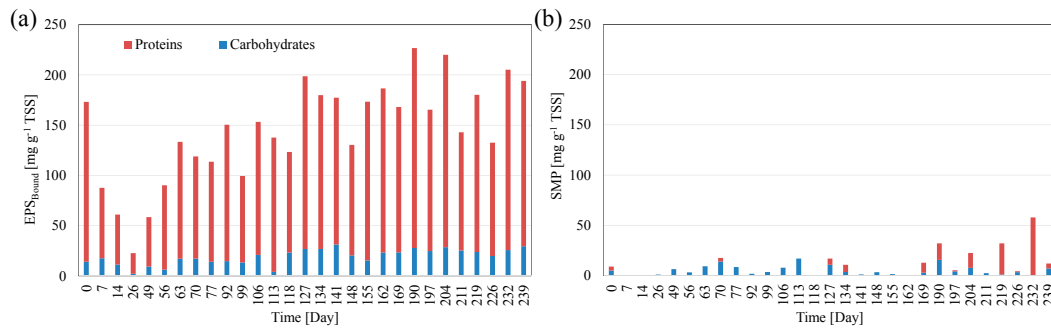 (a)
250
200
150
100
50
0
EPSBound [mg g-1 TSS]
Proteins Carbohydrates
0 7 14 26 49 56 63 70 77 92 99 106 113 118 127 134 141 148 155 162 169 190 197 204 211 219 226 232 239
Time [Day]
(b)
250
200
150
100
50
0
SMP [mg g-1 TSS]
0 7 14 26 49 56 63 70 77 92 99 106 113 118 127 134 141 148 155 162 169 190 197 204 211 219 226 232 239
Time [Day]